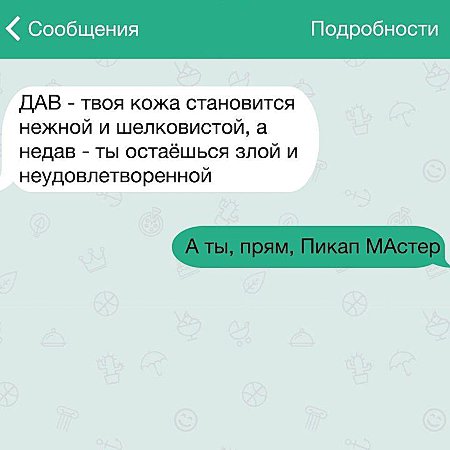 Сообщения Подробности
ДАВ - твоя кожа становится
нежной и шелковистой, а
недав - ты остаёшься злой и
неудовлетворенной
А ты, прям, Пикап МАстер